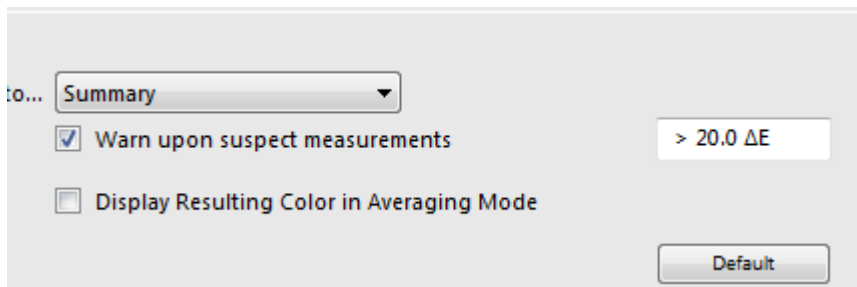 to... Summary
Warn upon suspect measurements > 20.0 ΔE
Display Resulting Color in Averaging Mode
Default